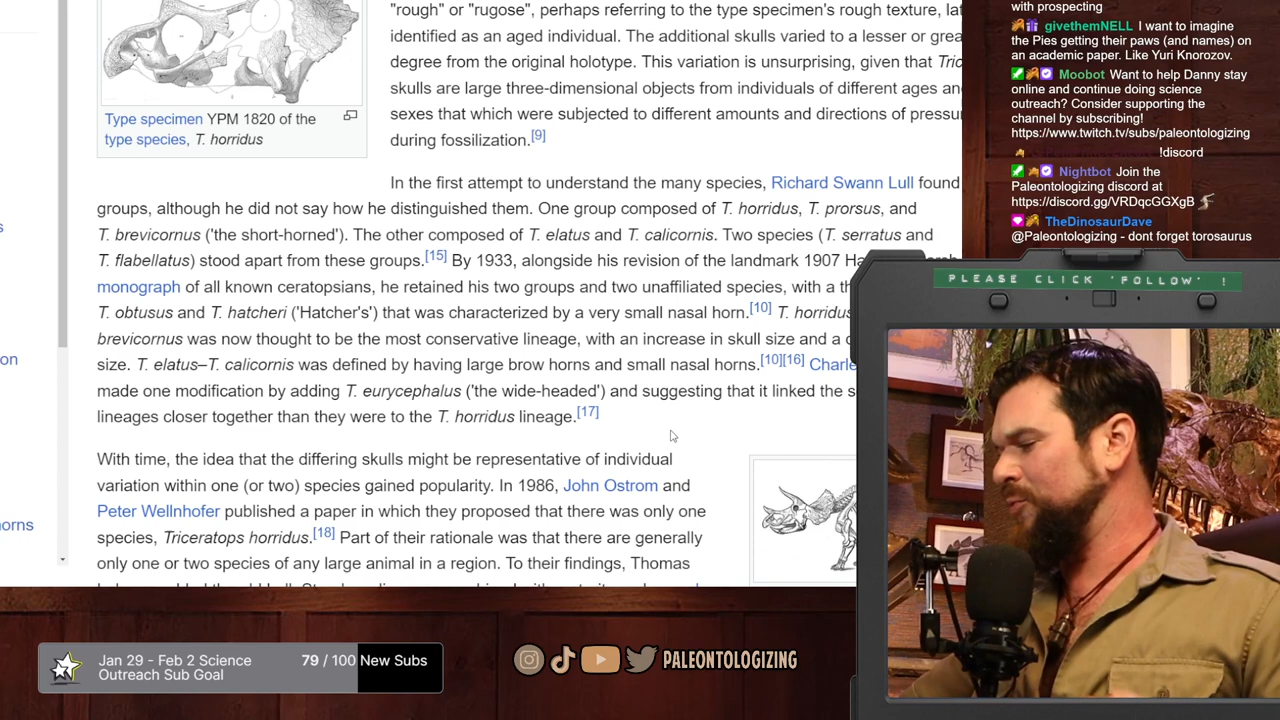 "rough" or "rugose", perhaps referring to the type specimen's rough texture,
identified as an aged individual. The additional skulls varied to a lesser or
degree from the original holotype. This variation is unsurprising, given that
skulls are large three-dimensional objects from individuals of different ages
sexes that which were subjected to different amounts and directions of
during fossilization.[9]
Type specimen YPM 1820 of the
type species, T. horridus
In the first attempt to understand the many species, Richard Swann Lull found
groups, although he did not say how he distinguished them. One group composed of T. horridus, T. prorsus, and
T. brevicornus ('the short-horned'). The other composed of T. elatus and T. calicornis. Two species (T. serratus and
T. flabellatus) stood apart from these groups.[15] By 1933, alongside his revision of the landmark 1907
monograph of all known ceratopsians, he retained his two groups and two unaffiliated species, with a
T. obtusus and T. hatcheri ('Hatcher's') that was characterized by a very small nasal horn.[10] T. horridus
brevicornus was now thought to be the most conservative lineage, with an increase in skull size and a
size. T. elatus–T. calicornis was defined by having large brow horns and small nasal horns.[10][16]
made one modification by adding T. eurycephalus ('the wide-headed') and suggesting that it linked the
lineages closer together than they were to the T. horridus lineage.[17]
With time, the idea that the differing skulls might be representative of individual
variation within one (or two) species gained popularity. In 1986, John Ostrom and
Peter Wellnhofer published a paper in which they proposed that there was only one
species, Triceratops horridus.[18] Part of their rationale was that there are generally
only one or two species of any large animal in a region. To their findings, Thomas
with prospecting
givethemNELL I want to imagine
the Pies getting their paws (and names) on
an academic paper. Like Yuri Knorozov.
Moobot Want to help Danny stay
online and continue doing science
outreach? Consider supporting the
channel by subscribing!
https://www.twitch.tv/subs/paleontologizing
!discord
Nightbot Join the
Paleontologizing discord at
https://discord.gg/VRDqcGGXgB
TheDinosaurDave
@Paleontologizing - dont forget torosaurus
PLEASE CLICK 'FOLLOW' !
Jan 29 - Feb 2 Science
Outreach Sub Goal
79 / 100 New Subs
PALEONTOLOGIZING